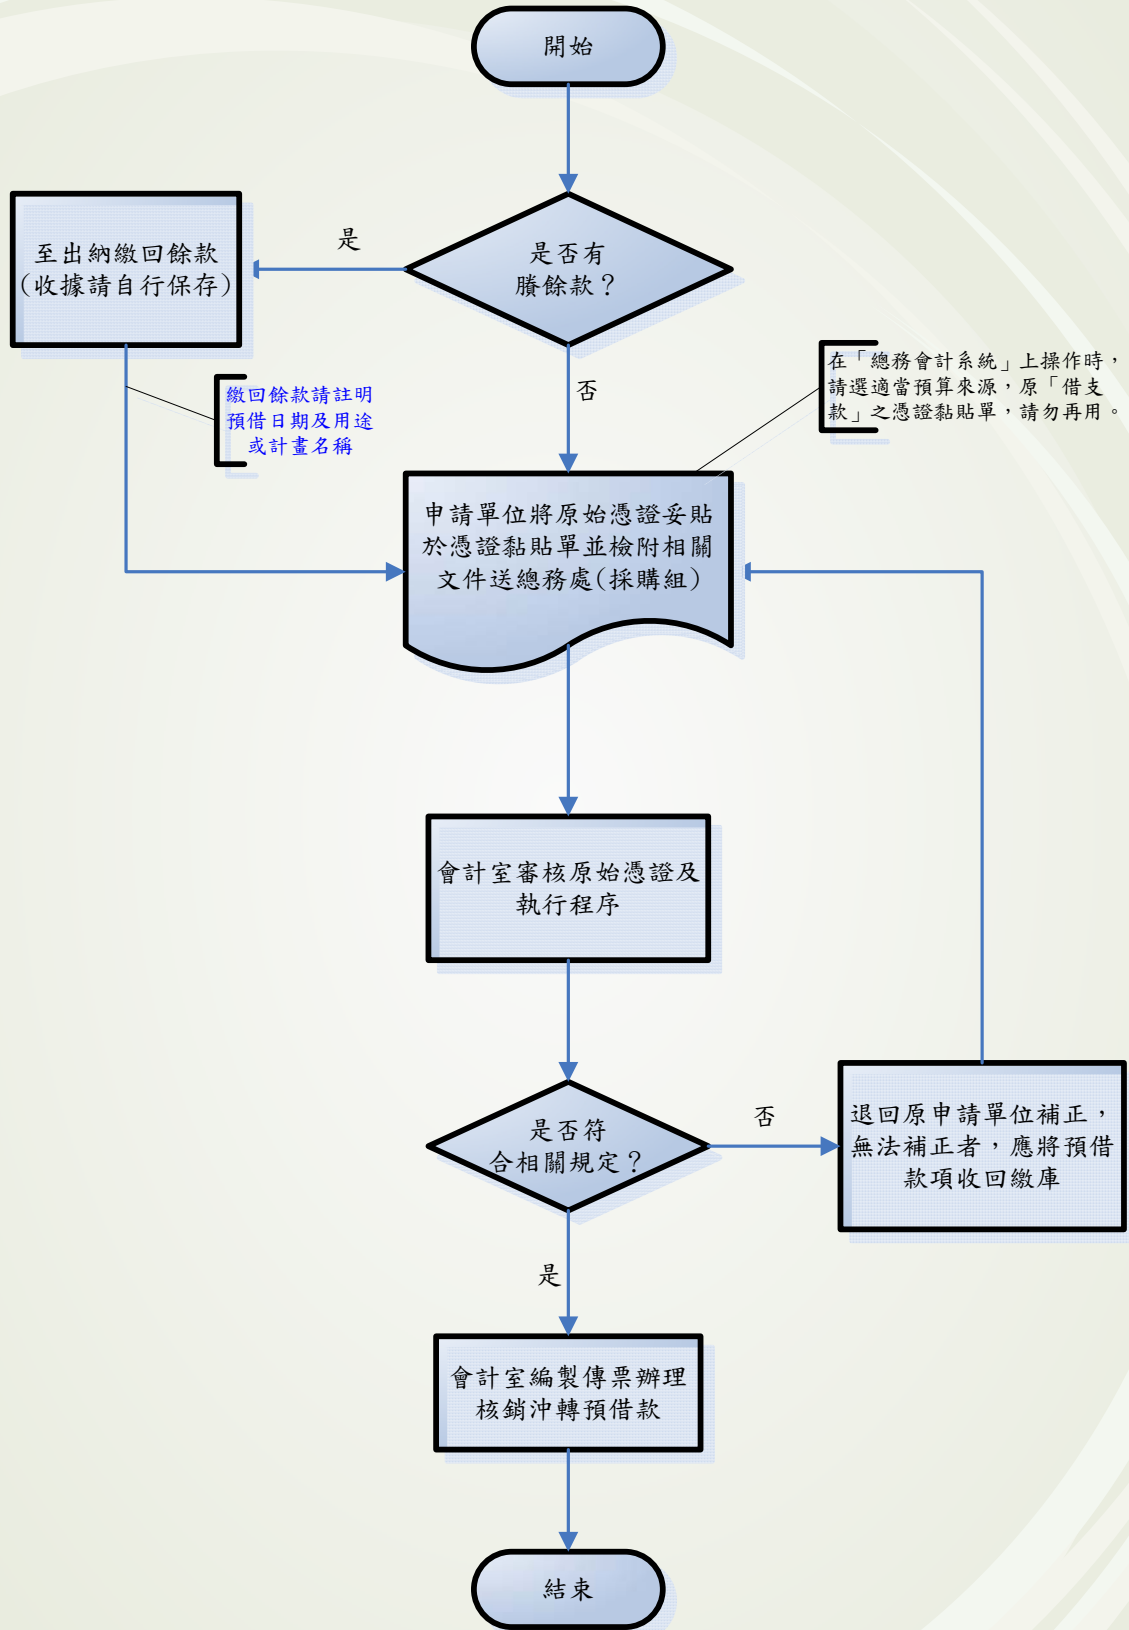 開始
是否有
賸餘款？
是
至出納繳回餘款
(收據請自行保存)
繳回餘款請註明
預借日期及用途
或計畫名稱
否
在「總務會計系統」上操作時，
請選適當預算來源，原「借支
款」之憑證黏貼單，請勿再用。
申請單位將原始憑證妥貼
於憑證黏貼單並檢附相關
文件送總務處(採購組)
會計室審核原始憑證及
執行程序
是否符
合相關規定？
否
退回原申請單位補正，
無法補正者，應將預借
款項收回繳庫
是
會計室編製傳票辦理
核銷沖轉預借款
結束